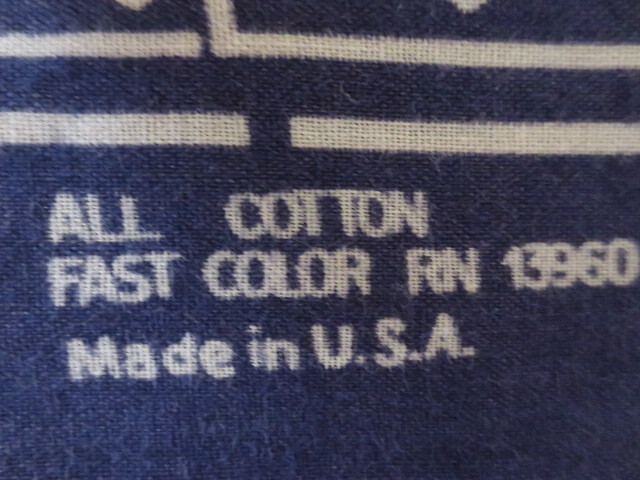 ALL COTTON
FAST COLOR RN 13960
Made in U.S.A.